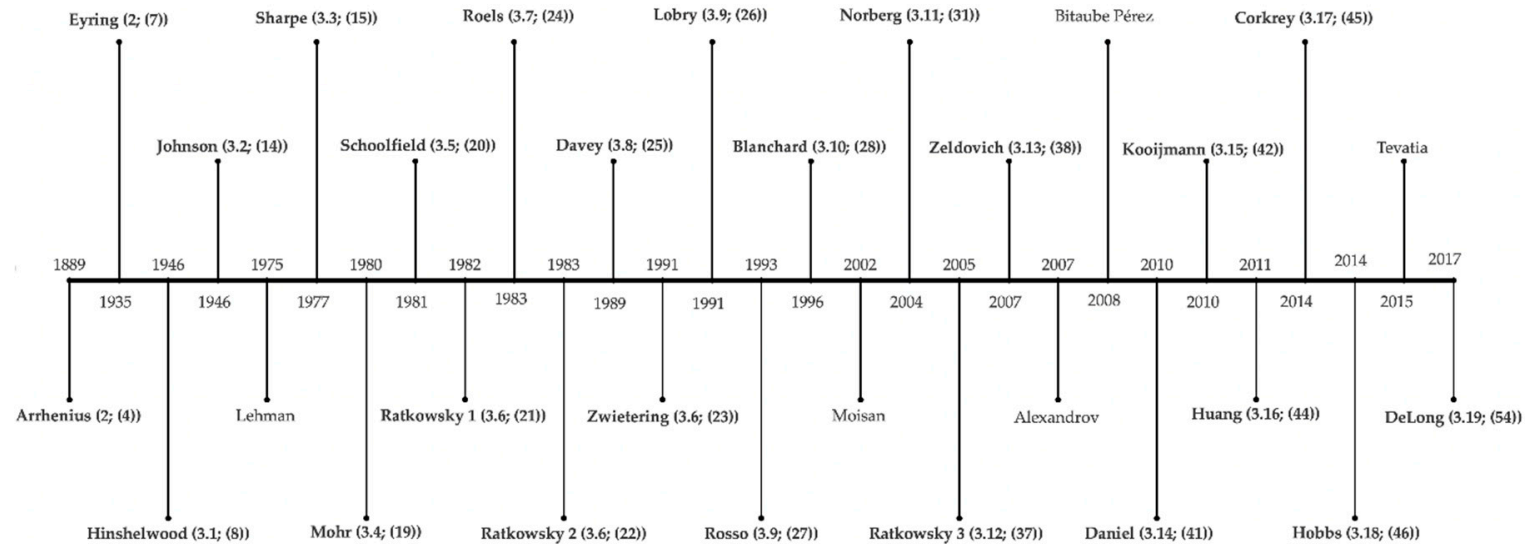 Eyring (2; (7))
Sharpe (3.3; (15))
Roels (3.7; (24))
Lobry (3.9; (26))
Norberg (3.11; (31))
Bitaube Pérez
Corkrey (3.17; (45))
Johnson (3.2; (14))
Schoolfield (3.5; (20))
Davey (3.8; (25))
Blanchard (3.10; (28))
Zeldovich (3.13; (38))
Kooijmann (3.15; (42))
Tevatia
1889
1946
1975
1980
1982
1983
1991
1993
2002
2005
2007
2010
2011
2014
2017
1935
1946
1977
1981
1983
1989
1991
1996
2004
2007
2008
2010
2014
2015
Arrhenius (2; (4))
Lehman
Ratkowsky 1 (3.6; (21))
Zwietering (3.6; (23))
Moisan
Alexandrov
Huang (3.16; (44))
DeLong (3.19; (54))
Hinshelwood (3.1; (8))
Mohr (3.4; (19))
Ratkowsky 2 (3.6; (22))
Rosso (3.9; (27))
Ratkowsky 3 (3.12; (37))
Daniel (3.14; (41))
Hobbs (3.18; (46))